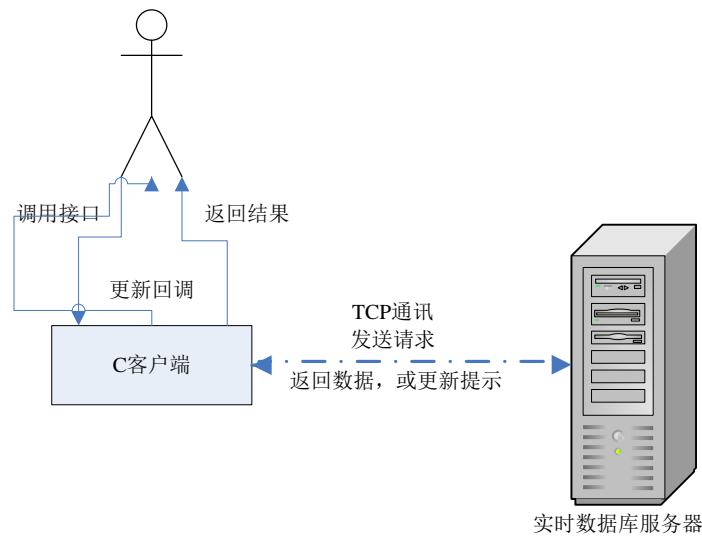 调用接口
返回结果
更新回调
C客户端
TCP通讯
发送请求
返回数据，或更新提示
实时数据库服务器